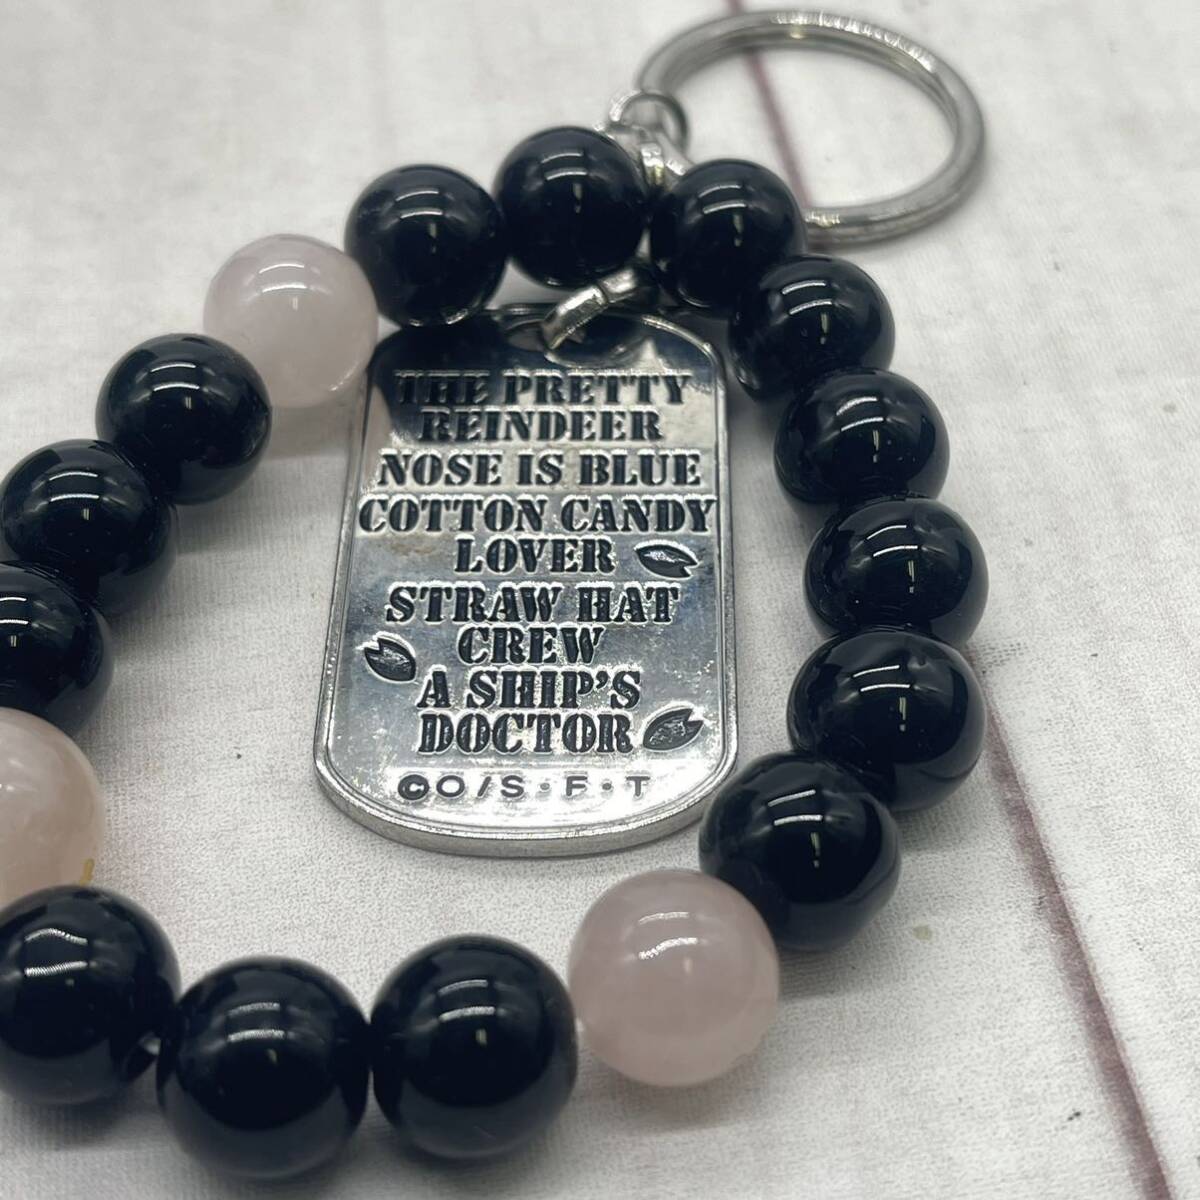 THE PRETTY
REINDEER
NOSE IS BLUE
COTTON CANDY
LOVER
STRAW HAT
CREW
A SHIP'S
DOCTOR
©O/S・F・T